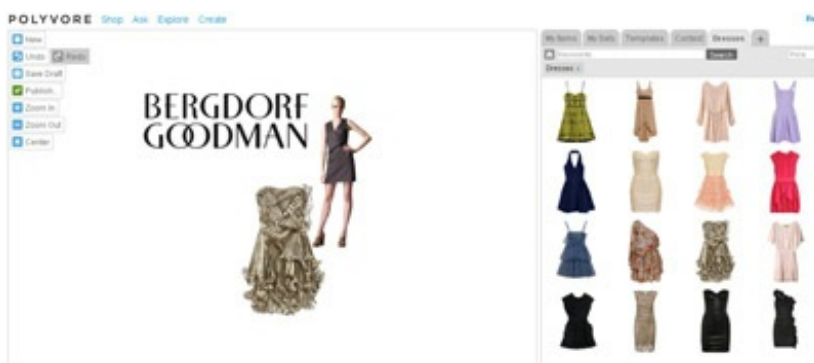 POLYVORE Shop Ask Explore Create
New
Undo Redo
Save Draft
Publish...
Zoom In
Zoom Out
Center
BERGDORF
GOODMAN
My Items My Sets Templates Contest Dresses +
Search
Dresses